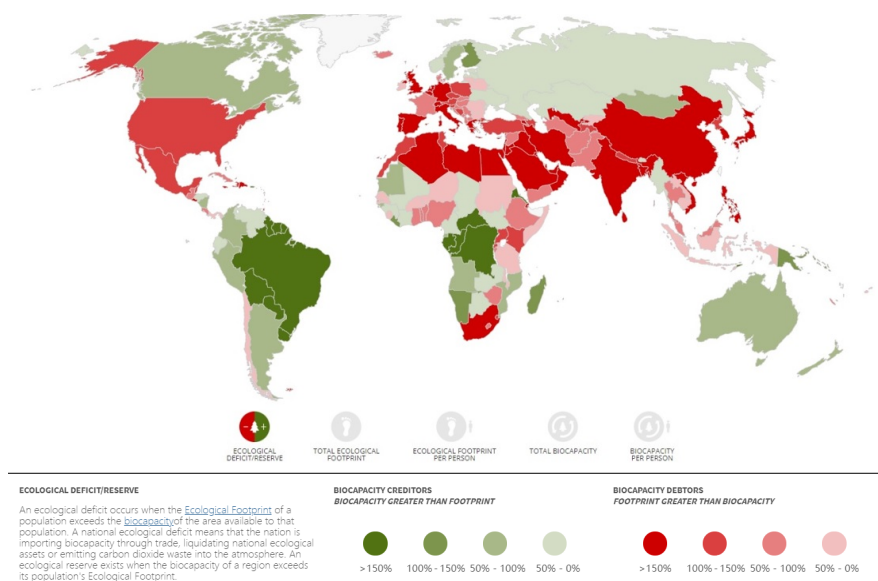 ECOLOGICAL
DEFICIT/RESERVE
TOTAL ECOLOGICAL
FOOTPRINT
ECOLOGICAL FOOTPRINT
PER PERSON
TOTAL BIOCAPACITY
BIOCAPACITY
PER PERSON
ECOLOGICAL DEFICIT/RESERVE
An ecological deficit occurs when the Ecological Footprint of a
population exceeds the biocapacityof the area available to that
population. A national ecological deficit means that the nation is
importing biocapacity through trade, liquidating national ecological
assets or emitting carbon dioxide waste into the atmosphere. An
ecological reserve exists when the biocapacity of a region exceeds
its population's Ecological Footprint.
BIOCAPACITY CREDITORS
BIOCAPACITY GREATER THAN FOOTPRINT
>150% 100% - 150% 50% - 100% 50% - 0%
BIOCAPACITY DEBTORS
FOOTPRINT GREATER THAN BIOCAPACITY
>150% 100% - 150% 50% - 100% 50% - 0%